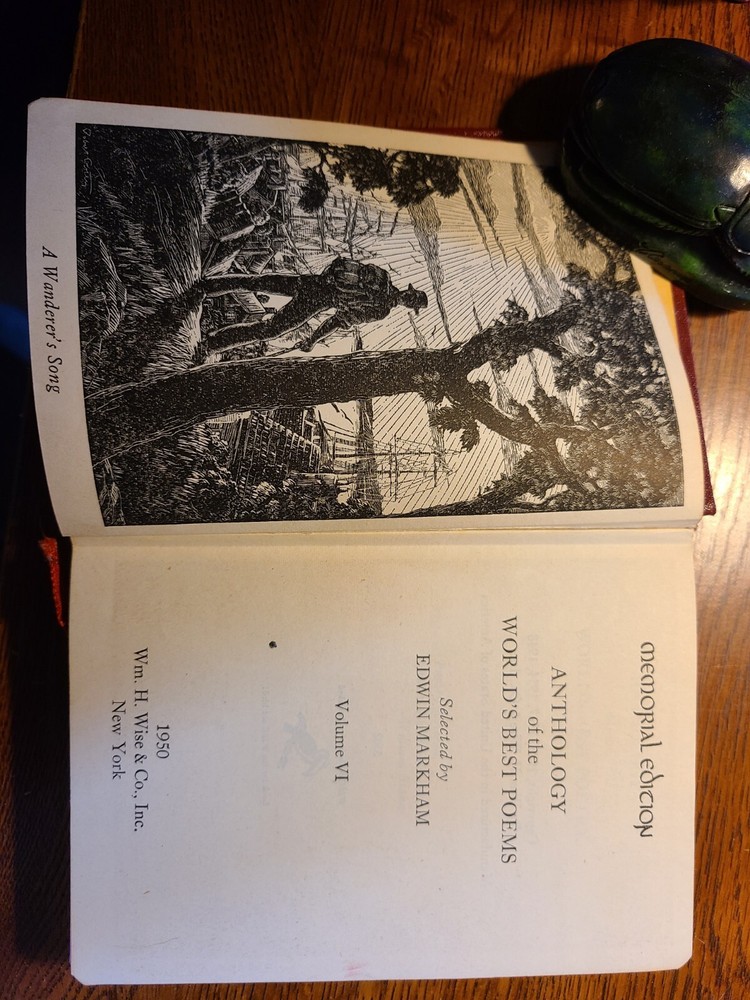 A Wanderer's Song
MEMORIAL EDITION
ANTHOLOGY
of the
WORLD'S BEST POEMS
Selected by
EDWIN MARKHAM
Volume VI
1950
Wm. H. Wise & Co., Inc.
New York